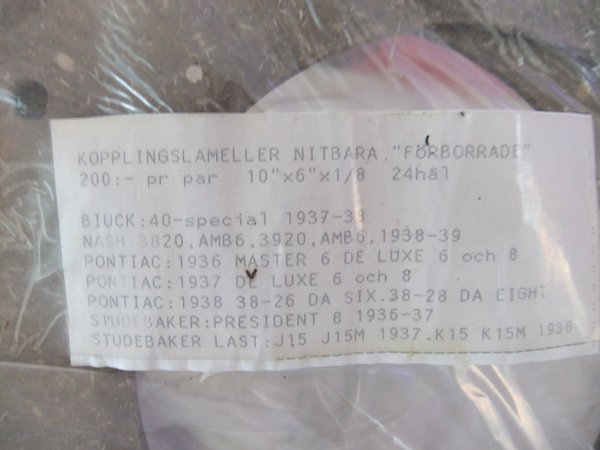 KOPPLINGSLAMELLER NITBARA "FÖRBORRADE"
200:- pr par 10"x6"x1/8 24hål
BIUCK:40-special 1937-38
NASH 3820,AMB6,3920,AMB6,1938-39
PONTIAC:1936 MASTER 6 DE LUXE 6 och 8
PONTIAC:1937 DE LUXE 6 och 8
PONTIAC:1938 38-26 DA SIX.38-28 DA EIGHT
STUDEBAKER:PRESIDENT 8 1936-37
STUDEBAKER LAST:J15 J15M 1937.K15 K15M 1938